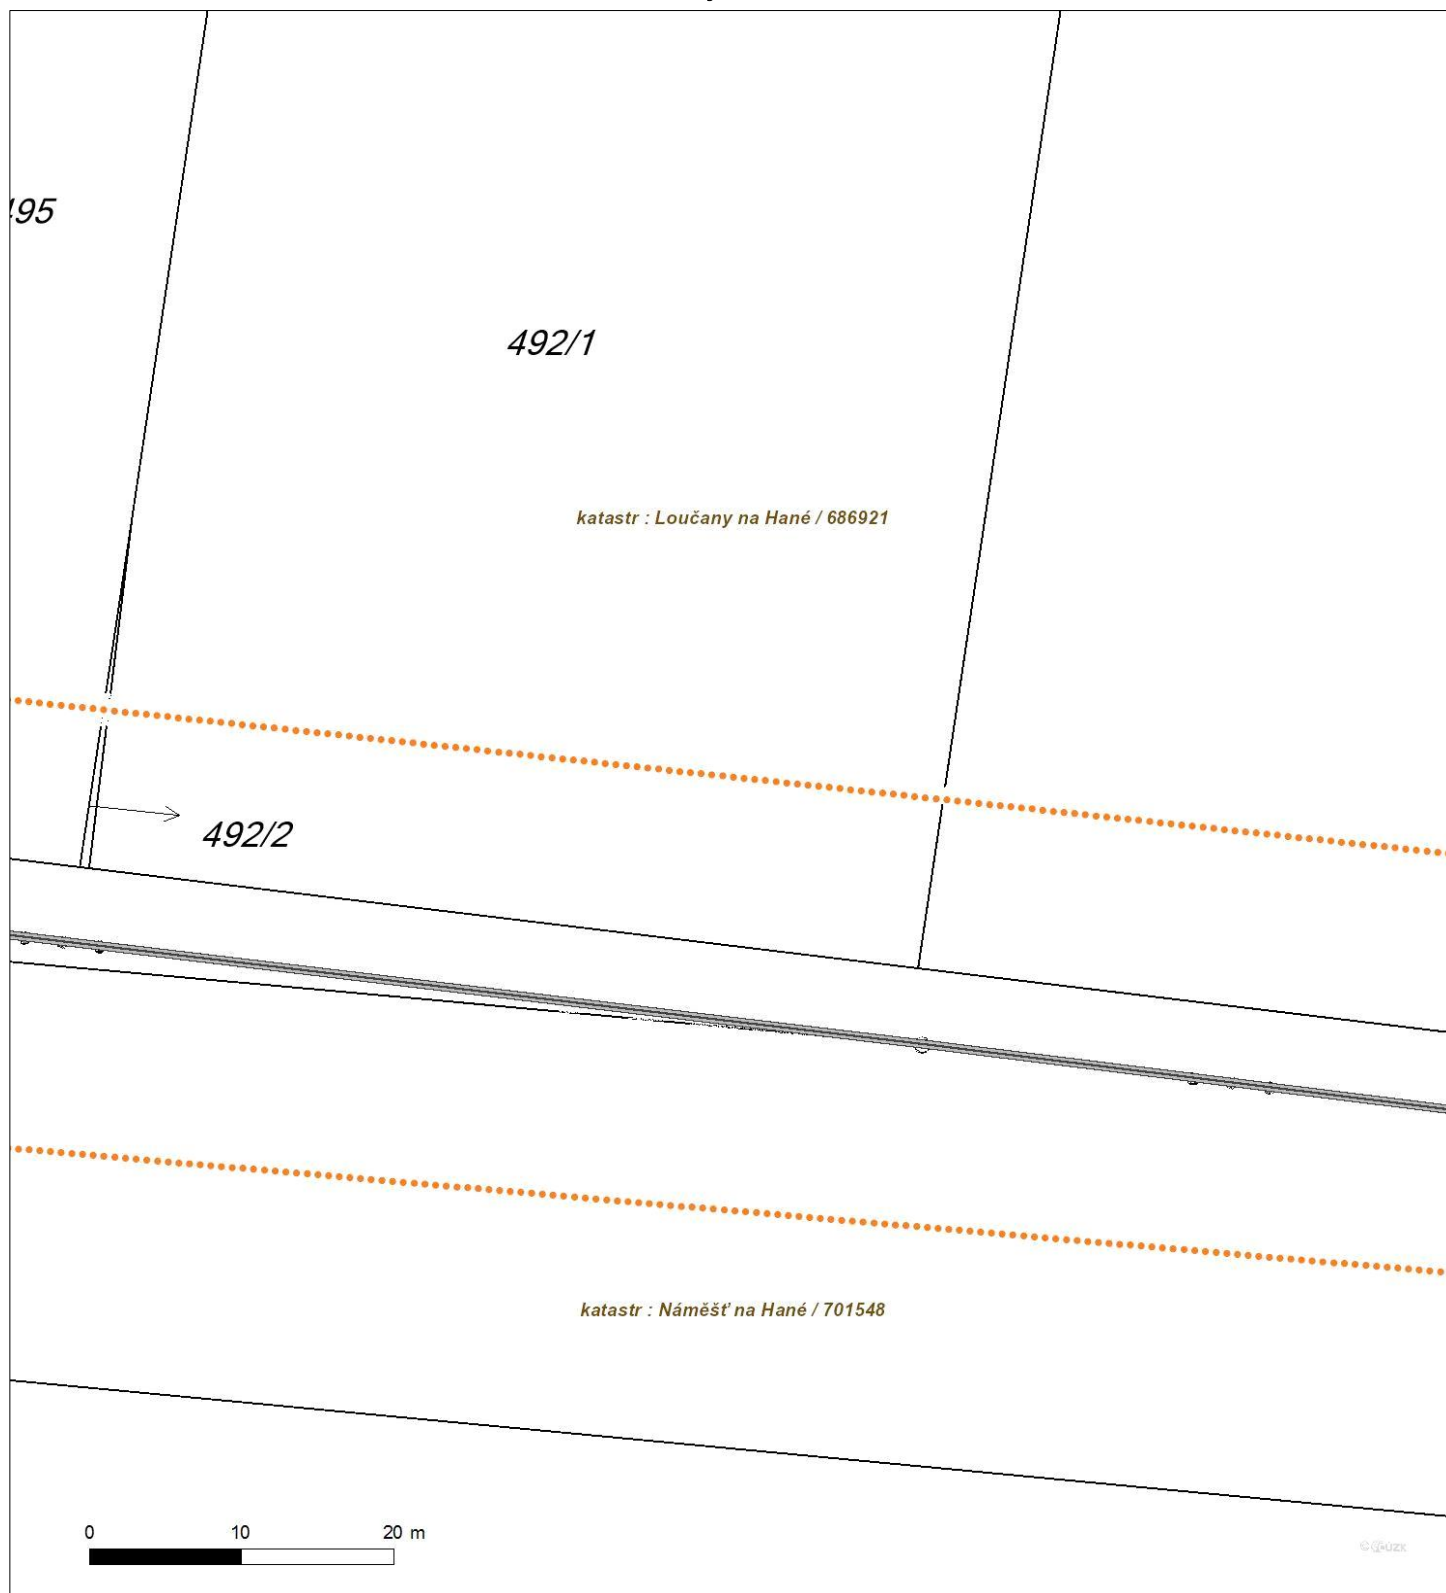 495
492/1
katastr : Loučany na Hané / 686921
492/2
katastr : Náměšť na Hané / 701548
0 10 20 m